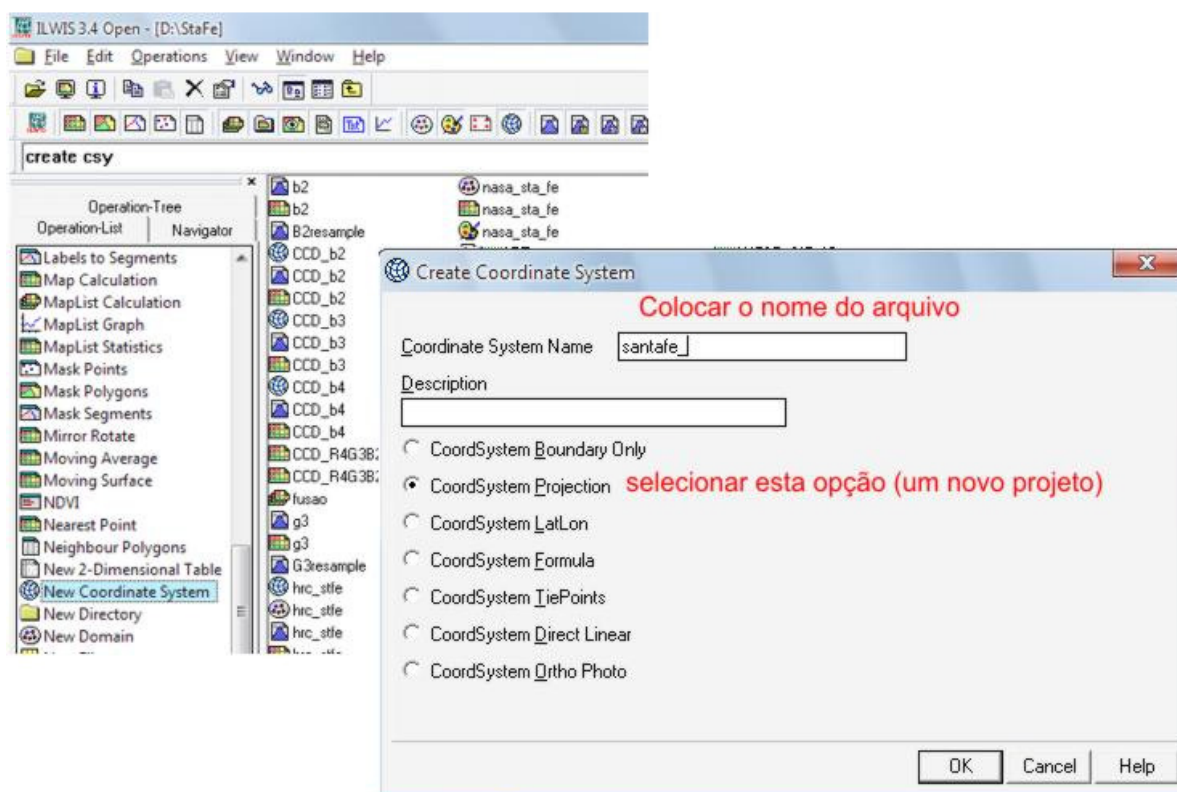 ILWIS 3.4 Open - [D:\StaFe]
File Edit Operations View Window Help
create csy
Operation-Tree
Operation-List Navigator
Labels to Segments
Map Calculation
MapList Calculation
MapList Graph
MapList Statistics
Mask Points
Mask Polygons
Mask Segments
Mirror Rotate
Moving Average
Moving Surface
NDVI
Nearest Point
Neighbour Polygons
New 2-Dimensional Table
New Coordinate System
New Directory
New Domain
b2
b2
B2resample
CCD_b2
CCD_b2
CCD_b2
CCD_b3
CCD_b3
CCD_b3
CCD_b4
CCD_b4
CCD_b4
CCD_R4G3B2
CCD_R4G3B2
fusao
g3
g3
G3resample
hrc_stfe
hrc_stfe
hrc_stfe
hrc_stfe
nasa_sta_fe
nasa_sta_fe
nasa_sta_fe
Create Coordinate System
Colocar o nome do arquivo
Coordinate System Name santafe_
Description
CoordSystem Boundary Only
CoordSystem Projection selecionar esta opção (um novo projeto)
CoordSystem LatLon
CoordSystem Formula
CoordSystem TiePoints
CoordSystem Direct Linear
CoordSystem Ortho Photo
OK Cancel Help